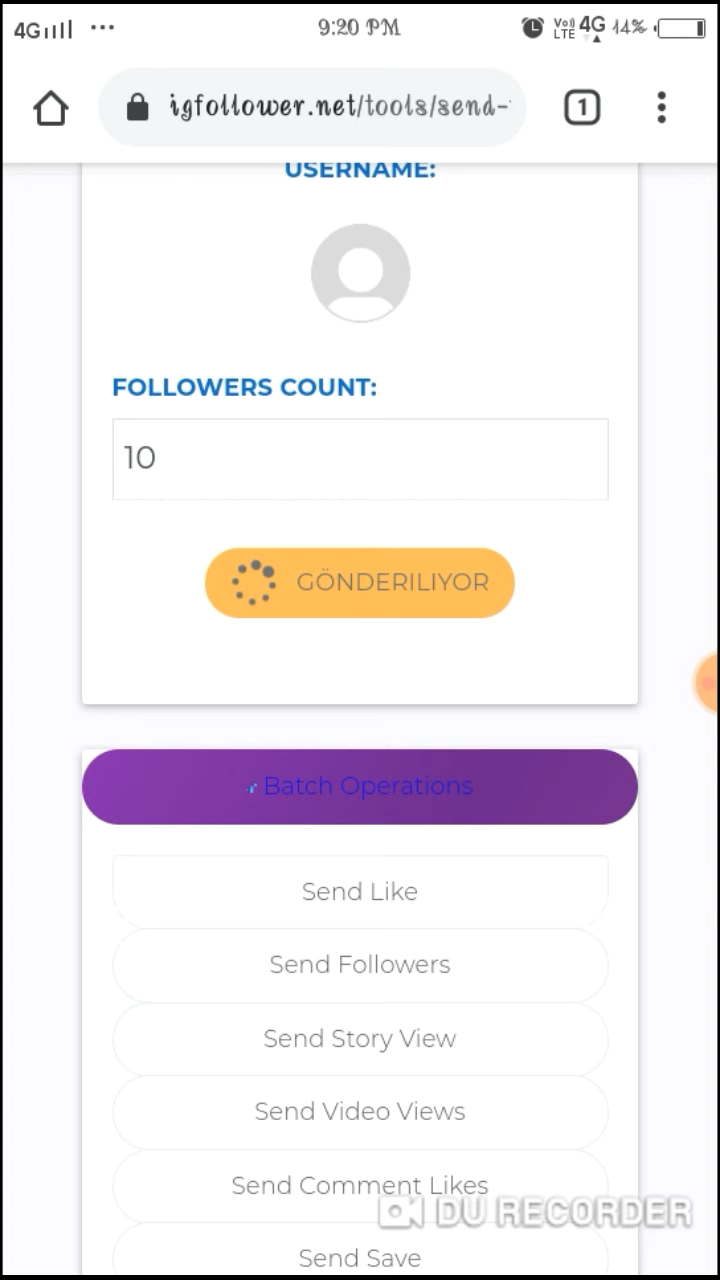 4G 9:20 PM Vo) LTE 4G 14%
igfollower.net/tools/send- 1
USERNAME:
FOLLOWERS COUNT:
10
GÖNDERILIYOR
Batch Operations
Send Like
Send Followers
Send Story View
Send Video Views
Send Comment Likes
DU RECORDER
Send Save